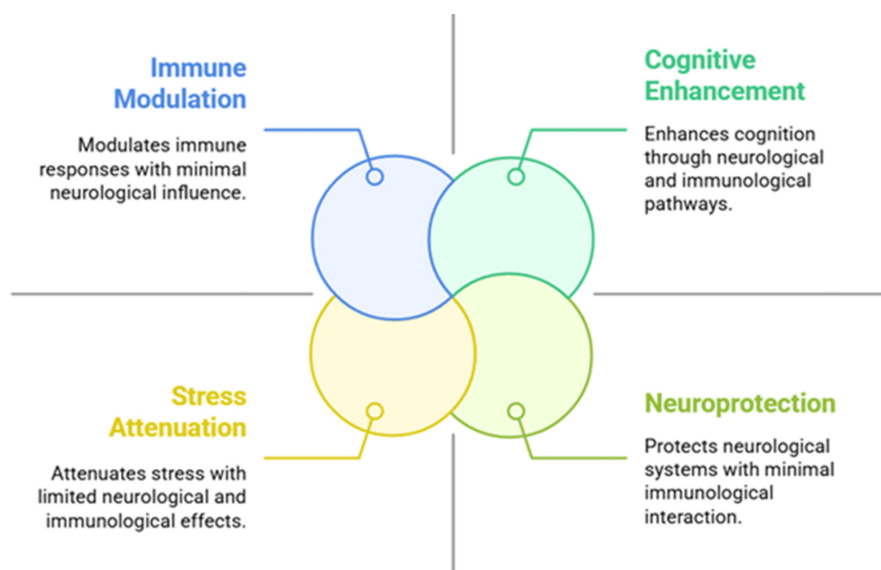 Immune
Modulation
Modulates immune
responses with minimal
neurological influence.
Cognitive
Enhancement
Enhances cognition
through neurological
and immunological
pathways.
Stress
Attenuation
Attenuates stress with
limited neurological and
immunological effects.
Neuroprotection
Protects neurological
systems with minimal
immunological
interaction.